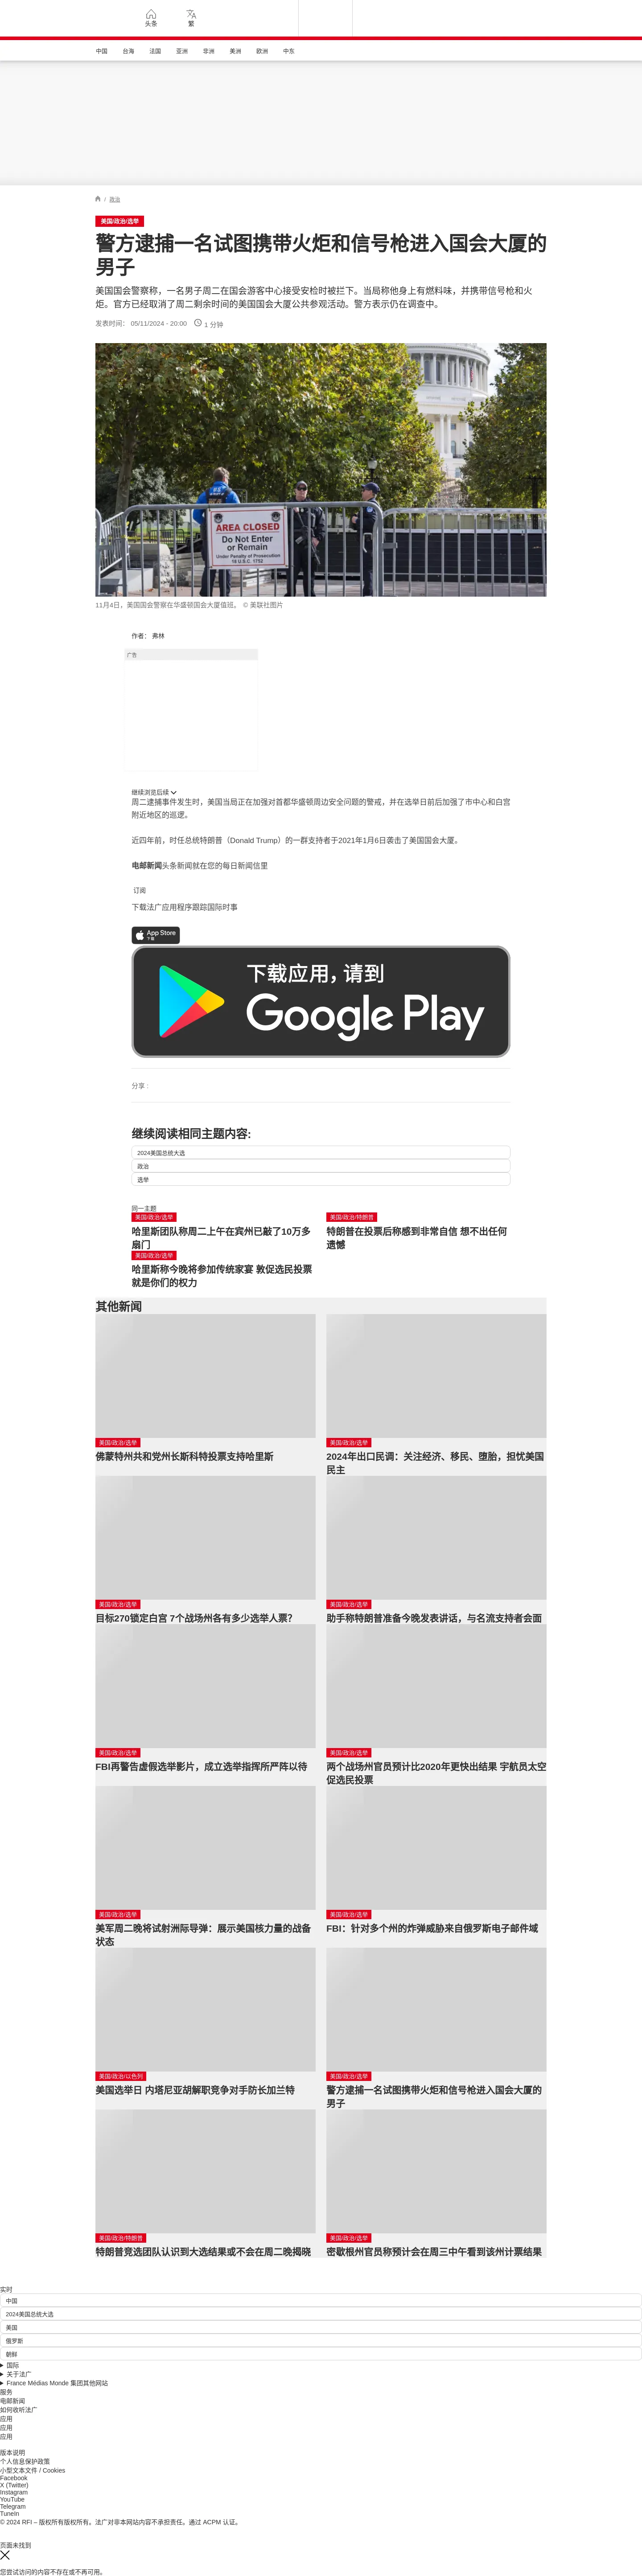 头条
繁
中国
台海
法国
亚洲
非洲
美洲
欧洲
中东
/ 政治
美国/政治/选举
警方逮捕一名试图携带火炬和信号枪进入国会大厦的
男子
美国国会警察称，一名男子周二在国会游客中心接受安检时被拦下。当局称他身上有燃料味，并携带信号枪和火
炬。官方已经取消了周二剩余时间的美国国会大厦公共参观活动。警方表示仍在调查中。
发表时间： 05/11/2024 - 20:00 1 分钟
AREA CLOSED
Do Not Enter
or Remain
Under Penalty of Prosecution
18 U.S.C. 1752
11月4日，美国国会警察在华盛顿国会大厦值班。 © 美联社图片
作者： 弗林
广告
继续浏览后续
周二逮捕事件发生时，美国当局正在加强对首都华盛顿周边安全问题的警戒，并在选举日前后加强了市中心和白宫
附近地区的巡逻。
近四年前，时任总统特朗普（Donald Trump）的一群支持者于2021年1月6日袭击了美国国会大厦。
电邮新闻头条新闻就在您的每日新闻信里
订阅
下载法广应用程序跟踪国际时事
App Store
下载
下载应用，请到
Google Play
分享 :
继续阅读相同主题内容:
2024美国总统大选
政治
选举
同一主题
美国/政治/选举
哈里斯团队称周二上午在宾州已敲了10万多
扇门
美国/政治/特朗普
特朗普在投票后称感到非常自信 想不出任何
遗憾
美国/政治/选举
哈里斯称今晚将参加传统家宴 敦促选民投票
就是你们的权力
其他新闻
美国/政治/选举
佛蒙特州共和党州长斯科特投票支持哈里斯
美国/政治/选举
2024年出口民调：关注经济、移民、堕胎，担忧美国
民主
美国/政治/选举
目标270锁定白宫 7个战场州各有多少选举人票？
美国/政治/选举
助手称特朗普准备今晚发表讲话，与名流支持者会面
美国/政治/选举
FBI再警告虚假选举影片，成立选举指挥所严阵以待
美国/政治/选举
两个战场州官员预计比2020年更快出结果 宇航员太空
促选民投票
美国/政治/选举
美军周二晚将试射洲际导弹：展示美国核力量的战备
状态
美国/政治/选举
FBI：针对多个州的炸弹威胁来自俄罗斯电子邮件域
美国/政治/以色列
美国选举日 内塔尼亚胡解职竞争对手防长加兰特
美国/政治/选举
警方逮捕一名试图携带火炬和信号枪进入国会大厦的
男子
美国/政治/特朗普
特朗普竞选团队认识到大选结果或不会在周二晚揭晓
美国/政治/选举
密歇根州官员称预计会在周三中午看到该州计票结果
实时
中国
2024美国总统大选
美国
俄罗斯
朝鲜
国际
关于法广
France Médias Monde 集团其他网站
服务
电邮新闻
如何收听法广
应用
应用
应用
版本说明
个人信息保护政策
小型文本文件 / Cookies
Facebook
X (Twitter)
Instagram
YouTube
Telegram
TuneIn
© 2024 RFI – 版权所有版权所有。法广对非本网站内容不承担责任。通过 ACPM 认证。
页面未找到
您尝试访问的内容不存在或不再可用。